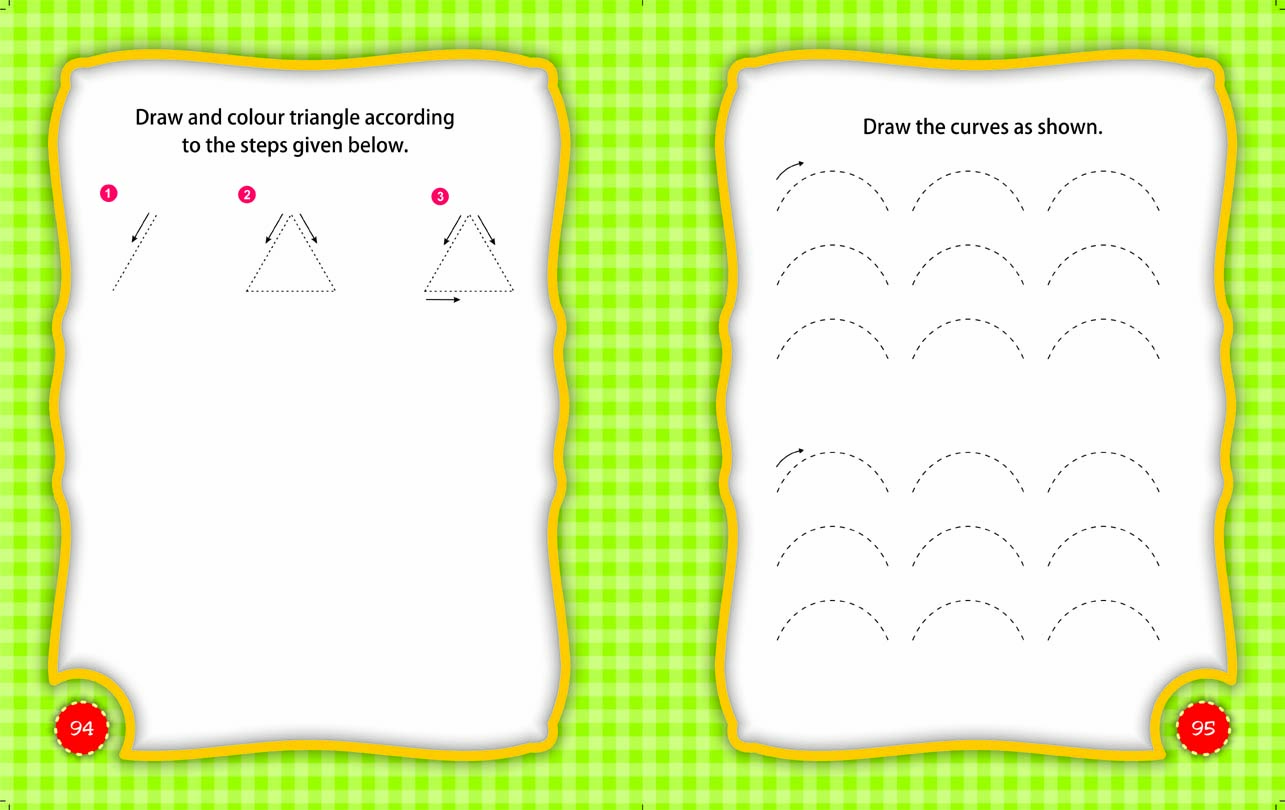 Draw and colour triangle according
to the steps given below.
1
2
3
94
Draw the curves as shown.
95